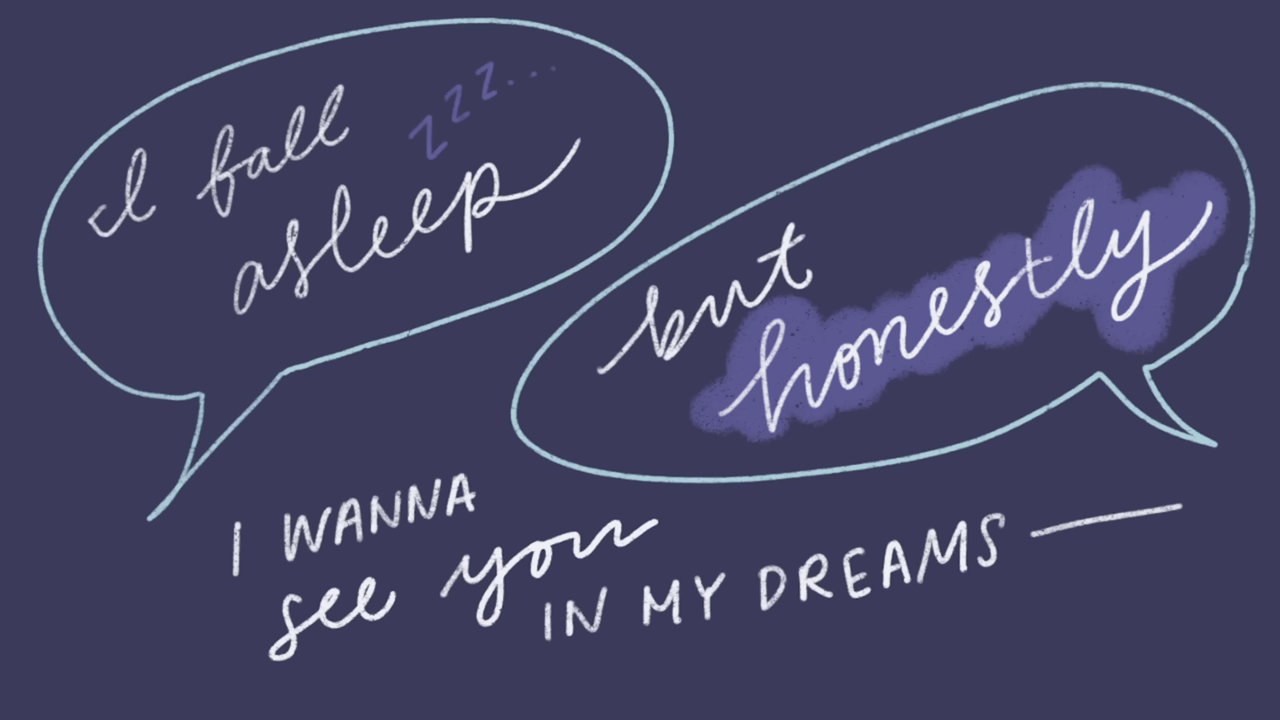 I fall
zzz...
asleep
but
honestly
I WANNA
see you
IN MY DREAMS —